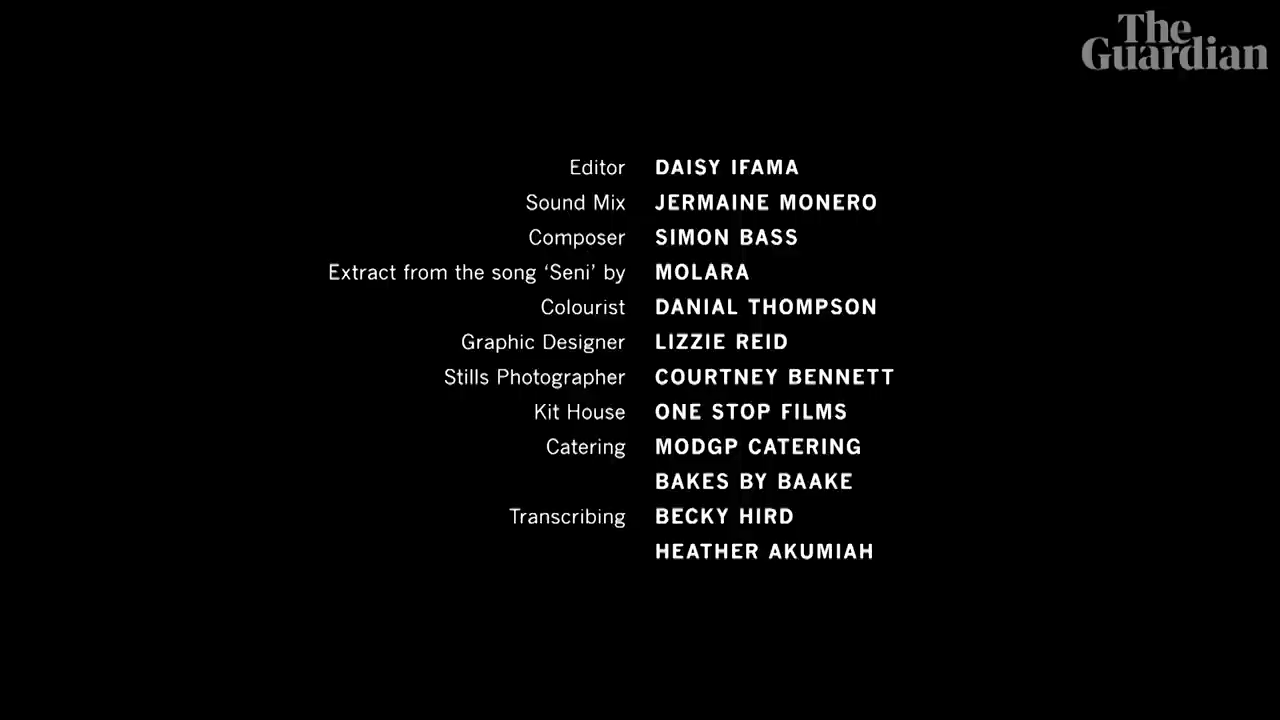 The
Guardian
Editor DAISY IFAMA
Sound Mix JERMAINE MONERO
Composer SIMON BASS
Extract from the song ‘Seni’ by MOLARA
Colourist DANIAL THOMPSON
Graphic Designer LIZZIE REID
Stills Photographer COURTNEY BENNETT
Kit House ONE STOP FILMS
Catering MODGP CATERING
BAKES BY BAAKE
Transcribing BECKY HIRD
HEATHER AKUMIAH